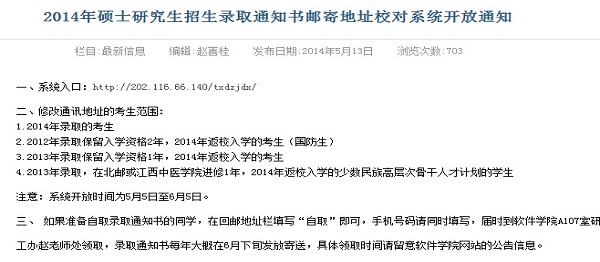 2014年硕士研究生招生录取通知书邮寄地址校对系统开放通知
栏目:最新信息 编辑:赵善桂 发布日期:2014年5月13日 浏览次数:703
一、系统入口：http://202.116.66.140/txdzjdx/
二、修改通讯地址的考生范围：
1.2014年录取的考生
2.2012年录取保留入学资格2年，2014年返校入学的考生（国防生）
3.2013年录取保留入学资格1年，2014年返校入学的考生
4.2013年录取，在北邮或江西中医学院进修1年，2014年返校入学的少数民族高层次骨干人才计划的学生
注意：系统开放时间为5月5日至6月5日。
三、 如果准备自取录取通知书的同学，在回邮地址栏填写“自取”即可，手机号码请同时填写，届时到软件学院A107室研
工办赵老师处领取，录取通知书每年大概在6月下旬发放寄送，具体领取时间请留意软件学院网站的公告信息。